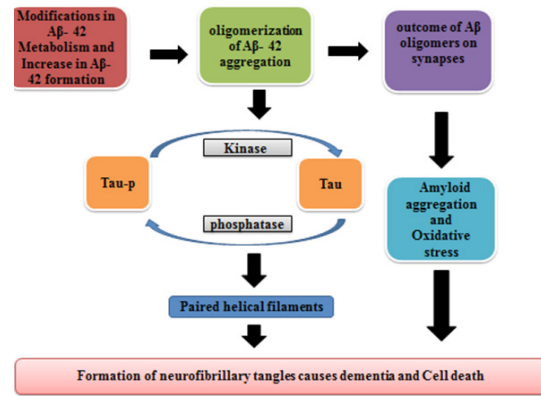 Modifications in
Aβ- 42
Metabolism and
Increase in Aβ-
42 formation
oligomerization
of Aβ- 42
aggregation
outcome of Aβ
oligomers on
synapses
Kinase
Tau-p
Tau
phosphatase
Amyloid
aggregation
and
Oxidative
stress
Paired helical filaments
Formation of neurofibrillary tangles causes dementia and Cell death